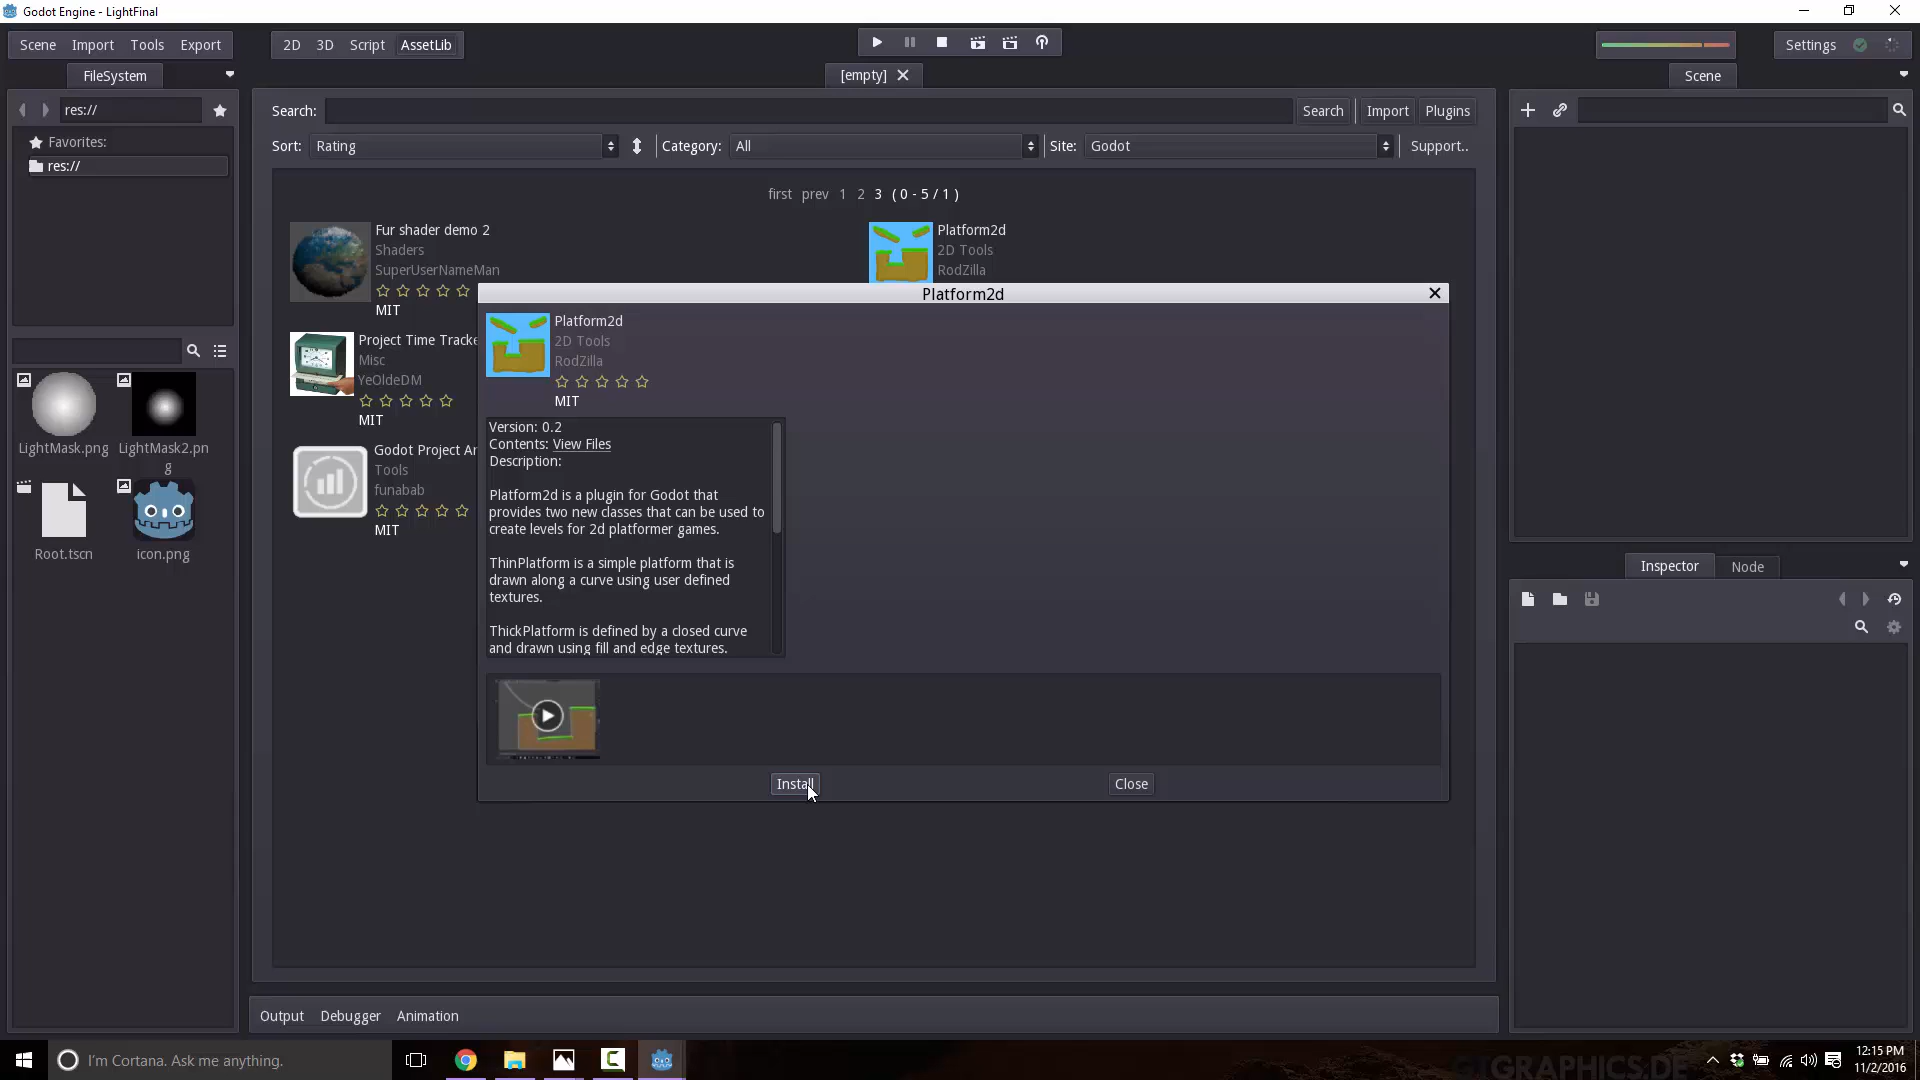 Godot Engine - LightFinal
Scene Import Tools Export
2D 3D Script AssetLib
Settings
FileSystem
[empty]
Scene
res://
Search:
Search
Import
Plugins
Favorites:
res://
Sort: Rating
Category: All
Site: Godot
Support..
first prev 1 2 3 ( 0 - 5 / 1 )
Fur shader demo 2
Shaders
SuperUserNameMan
MIT
Platform2d
2D Tools
RodZilla
Project Time Tracke
Misc
YeOldeDM
MIT
Godot Project Ar
Tools
funabab
MIT
Platform2d
Platform2d
2D Tools
RodZilla
MIT
Version: 0.2
Contents: View Files
Description:
Platform2d is a plugin for Godot that
provides two new classes that can be used to
create levels for 2d platformer games.
ThinPlatform is a simple platform that is
drawn along a curve using user defined
textures.
ThickPlatform is defined by a closed curve
and drawn using fill and edge textures.
Install
Close
LightMask.png
LightMask2.pn
g
Root.tscn
icon.png
Inspector
Node
Output Debugger Animation
I'm Cortana. Ask me anything.
GTGRAPHICS.DE
12:15 PM
11/2/2016